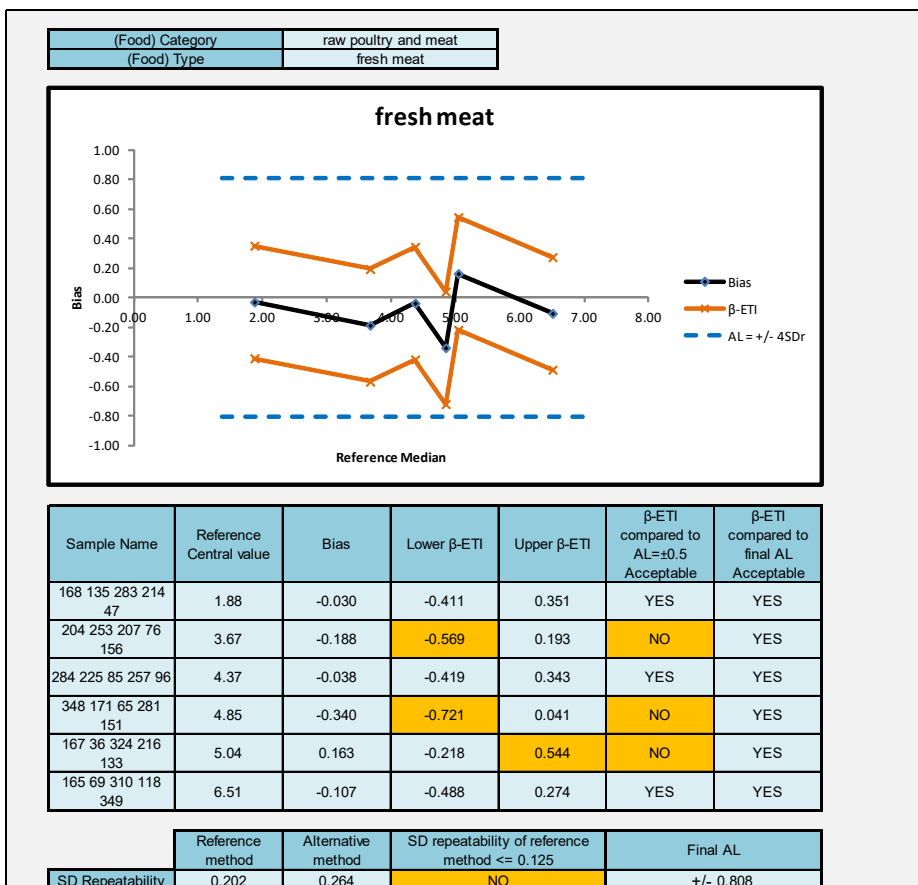 (Food) Category raw poultry and meat
(Food) Type fresh meat
fresh meat
1.00
0.80
0.60
0.40
0.20
0.00
-0.20
-0.40
-0.60
-0.80
-1.00
0.00 1.00 2.00 3.00 4.00 5.00 6.00 7.00 8.00
Bias
Reference Median
Bias
β-ETI
AL = +/- 4SDr
Sample Name Reference Central value Bias Lower β-ETI Upper β-ETI β-ETI compared to AL=±0.5 Acceptable β-ETI compared to final AL Acceptable
168 135 283 214 47 1.88 -0.030 -0.411 0.351 YES YES
204 253 207 76 156 3.67 -0.188 -0.569 0.193 NO YES
284 225 85 257 96 4.37 -0.038 -0.419 0.343 YES YES
348 171 65 281 151 4.85 -0.340 -0.721 0.041 NO YES
167 36 324 216 133 5.04 0.163 -0.218 0.544 NO YES
165 69 310 118 349 6.51 -0.107 -0.488 0.274 YES YES
Reference method Alternative method SD repeatability of reference method <= 0.125 Final AL
SD Repeatability 0.202 0.264 NO +/- 0.808